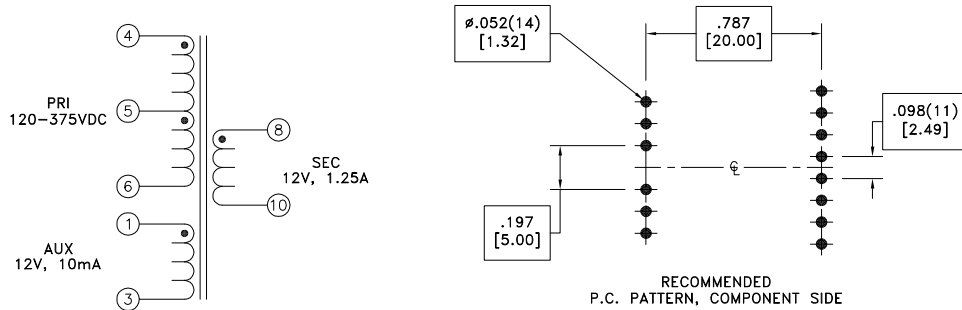 4
5
6
PRI
120-375VDC
8
10
SEC
12V, 1.25A
1
3
AUX
12V, 10mA
ø.052(14)
[1.32]
.787
[20.00]
.098(11)
[2.49]
℄
.197
[5.00]
RECOMMENDED
P.C. PATTERN, COMPONENT SIDE